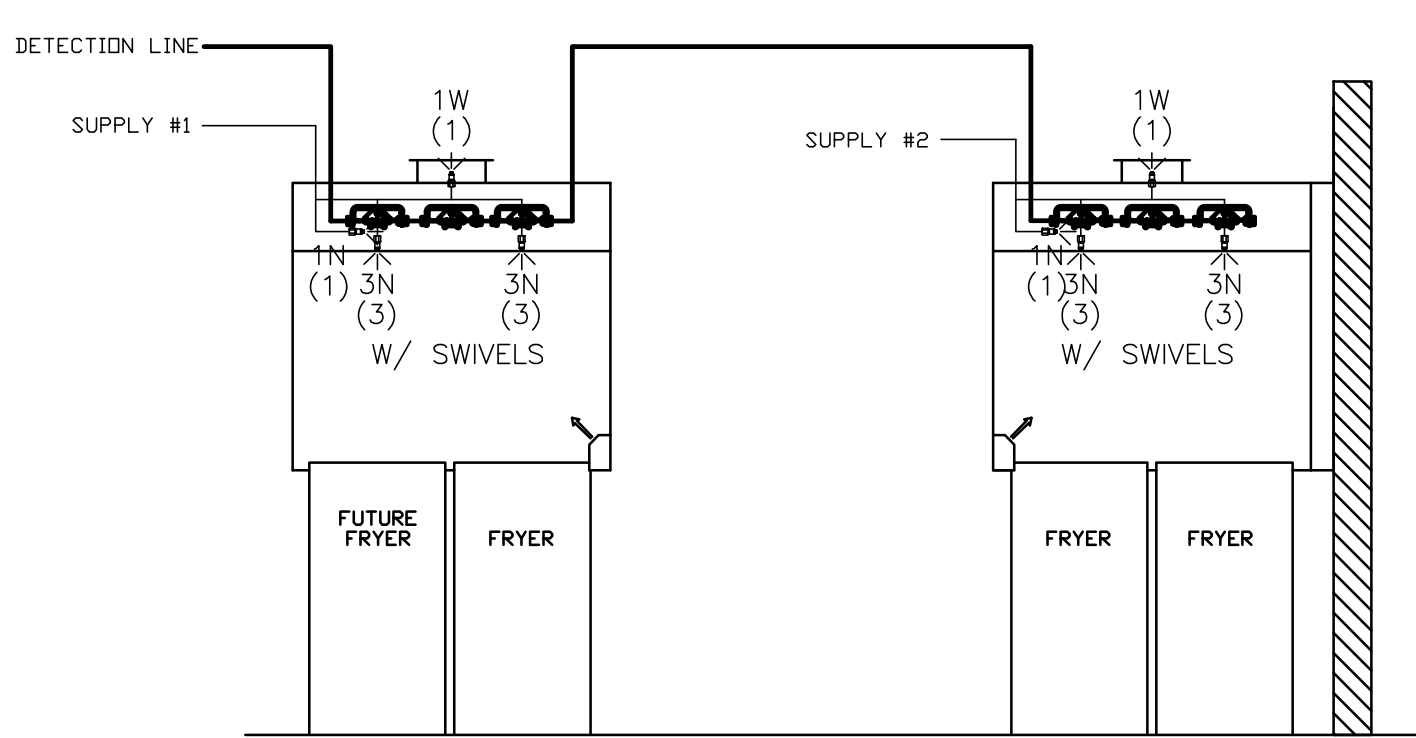 DETECTION LINE
SUPPLY #1
1W
(1)
1N
(1)
3N
(3)
3N
(3)
W/ SWIVELS
FUTURE
FRYER
FRYER
SUPPLY #2
1W
(1)
1N
(1)
3N
(3)
3N
(3)
W/ SWIVELS
FRYER
FRYER